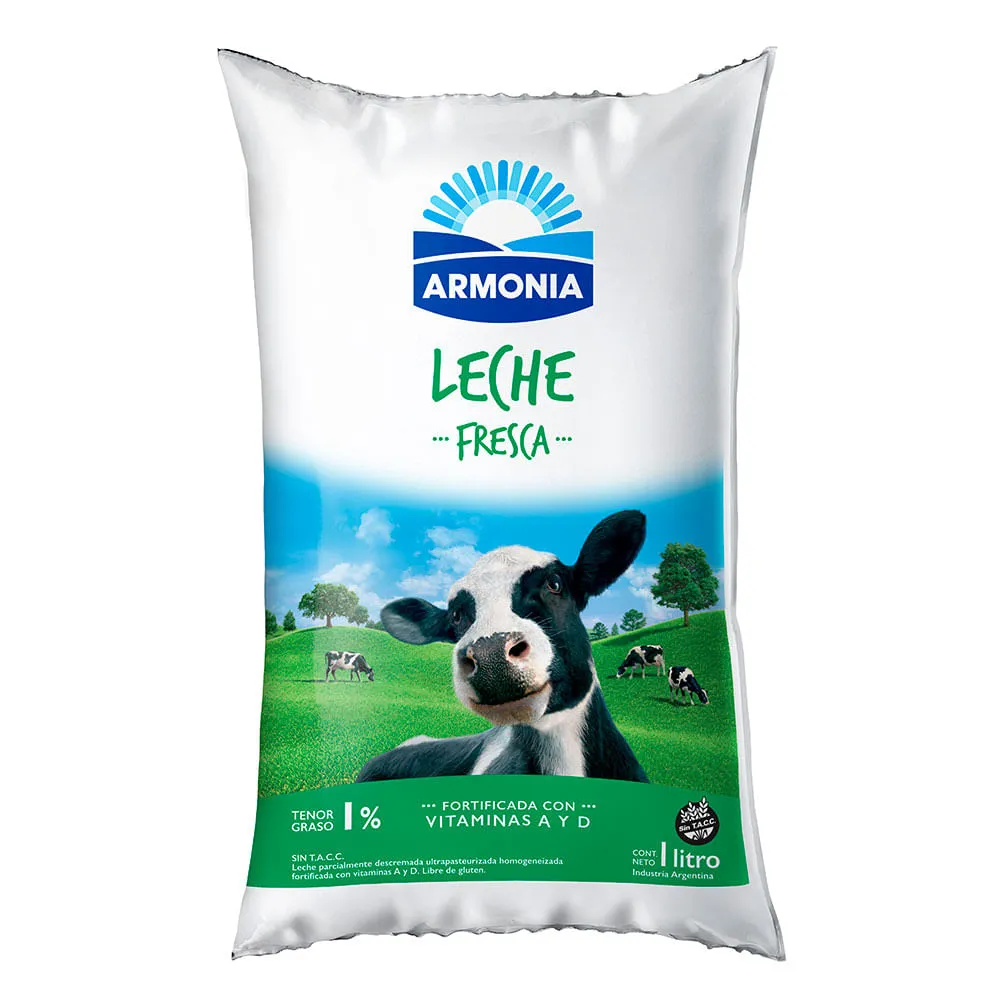 ARMONIA
LECHE
··· FRESCA ···
TENOR GRASO 1%
··· FORTIFICADA CON ···
VITAMINAS A Y D
Sin T.A.C.C.
SIN T.A.C.C.
Leche parcialmente descremada ultrapasteurizada homogeneizada
fortificada con vitaminas A y D. Libre de gluten.
CONT. NETO 1 litro
Industria Argentina